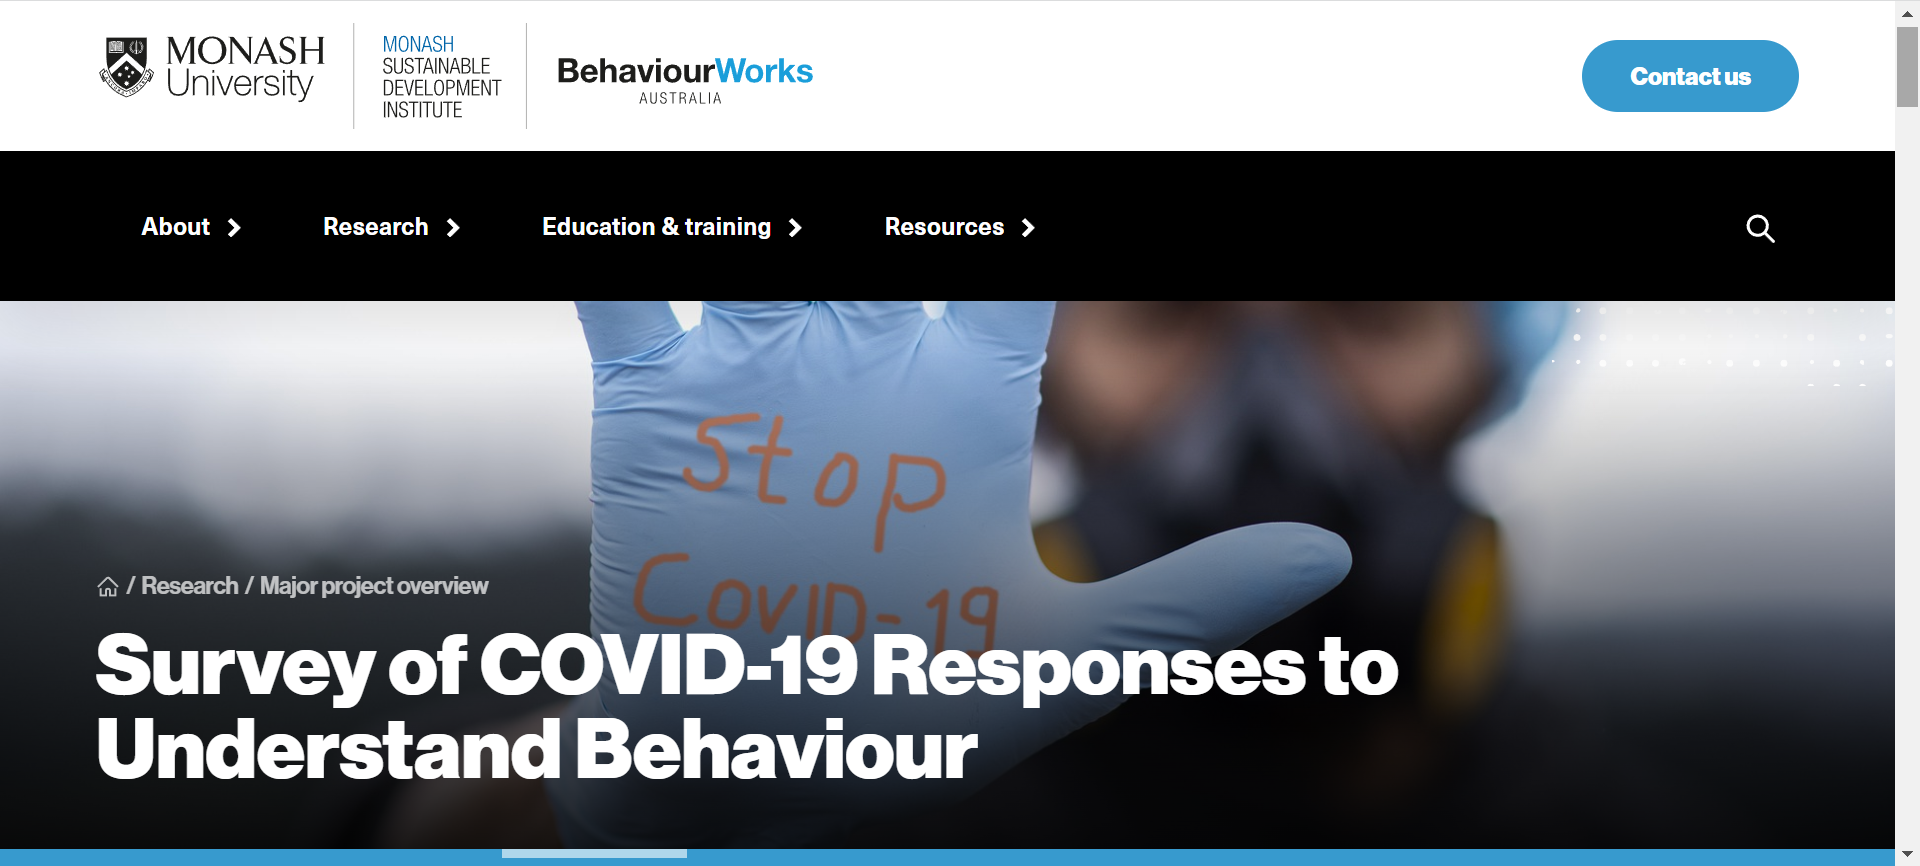 MONASH
University
MONASH
SUSTAINABLE
DEVELOPMENT
INSTITUTE
BehaviourWorks
AUSTRALIA
Contact us
About
Research
Education & training
Resources
Stop
COVID-19
/ Research / Major project overview
Survey of COVID-19 Responses to
Understand Behaviour